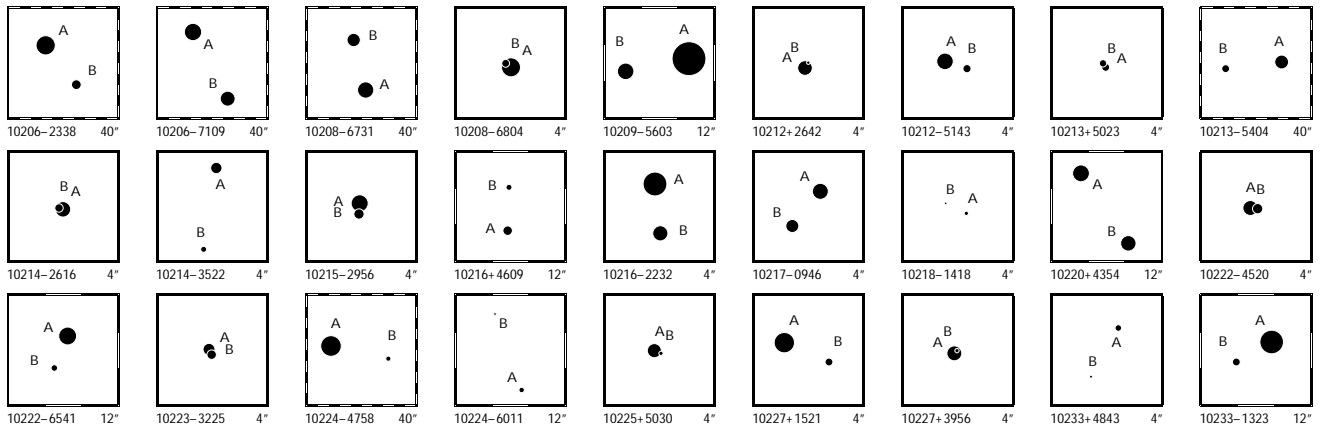 A B A B B A B A B A A B A B B A B A
10206−2338 40″ 10206−7109 40″ 10208−6731 40″ 10208−6804 4″ 10209−5603 12″ 10212+2642 4″ 10212−5143 4″ 10213+5023 4″ 10213−5404 40″
B A A B A B B A A B A B B A A B A B
10214−2616 4″ 10214−3522 4″ 10215−2956 4″ 10216+4609 12″ 10216−2232 4″ 10217−0946 4″ 10218−1418 4″ 10220+4354 12″ 10222−4520 4″
A B A B A B B A A B A B B A A B A B
10222−6541 12″ 10223−3225 4″ 10224−4758 40″ 10224−6011 12″ 10225+5030 4″ 10227+1521 4″ 10227+3956 4″ 10233+4843 4″ 10233−1323 12″